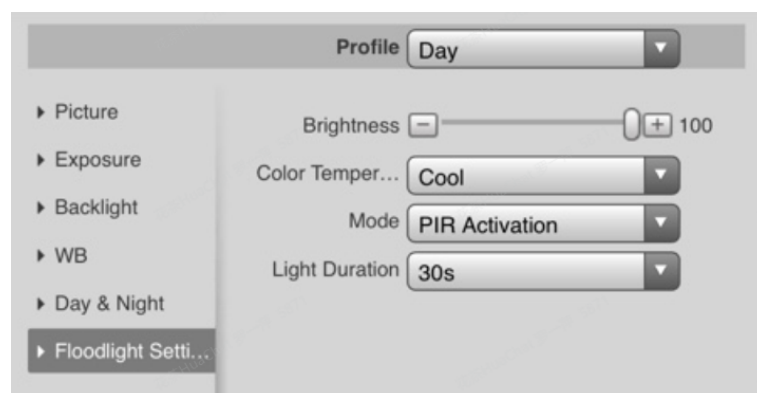 Profile Day
Picture
Exposure
Backlight
WB
Day & Night
Floodlight Setti...
Brightness 100
Color Temper... Cool
Mode PIR Activation
Light Duration 30s